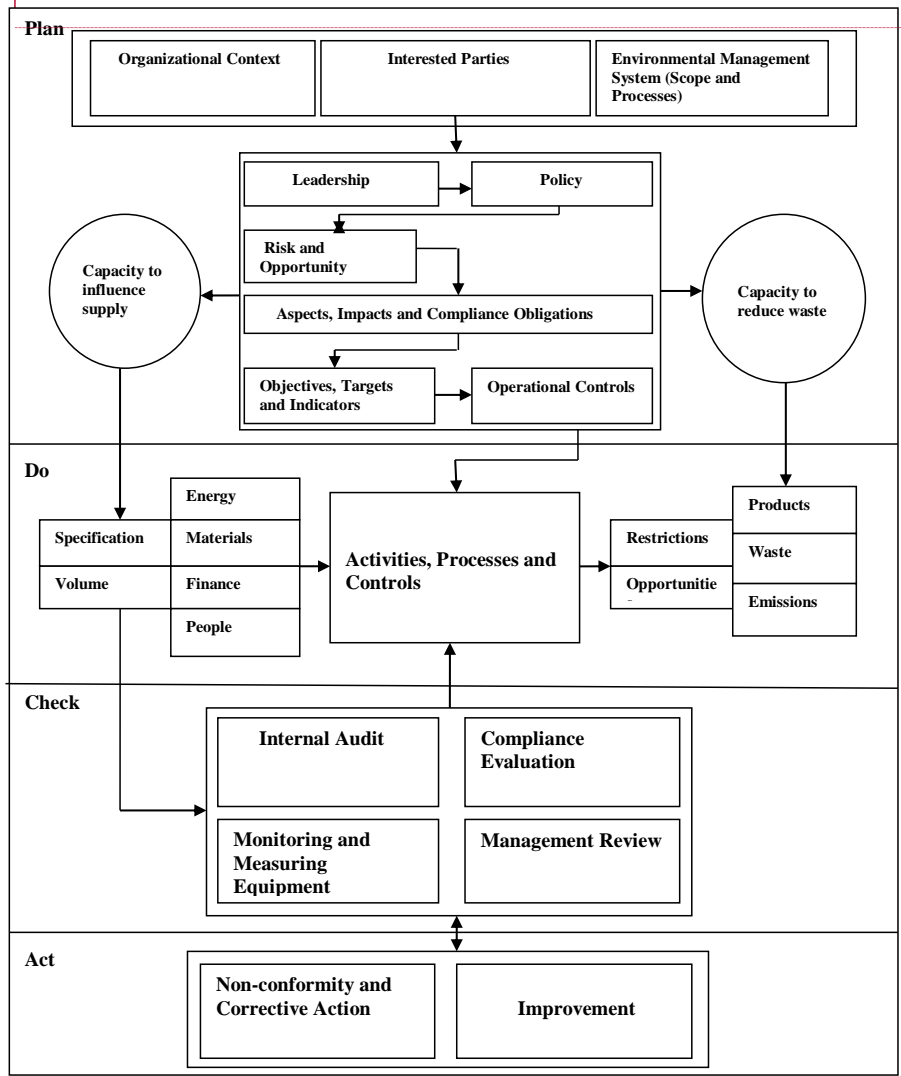 Plan
Organizational Context
Interested Parties
Environmental Management
System (Scope and
Processes)
Leadership
Policy
Risk and
Opportunity
Capacity to
influence
supply
Capacity to
reduce waste
Aspects, Impacts and Compliance Obligations
Objectives, Targets
and Indicators
Operational Controls
Do
Energy
Specification
Materials
Volume
Finance
People
Activities, Processes and
Controls
Restrictions
Opportunitie
Products
Waste
Emissions
Check
Internal Audit
Compliance
Evaluation
Monitoring and
Measuring
Equipment
Management Review
Act
Non-conformity and
Corrective Action
Improvement